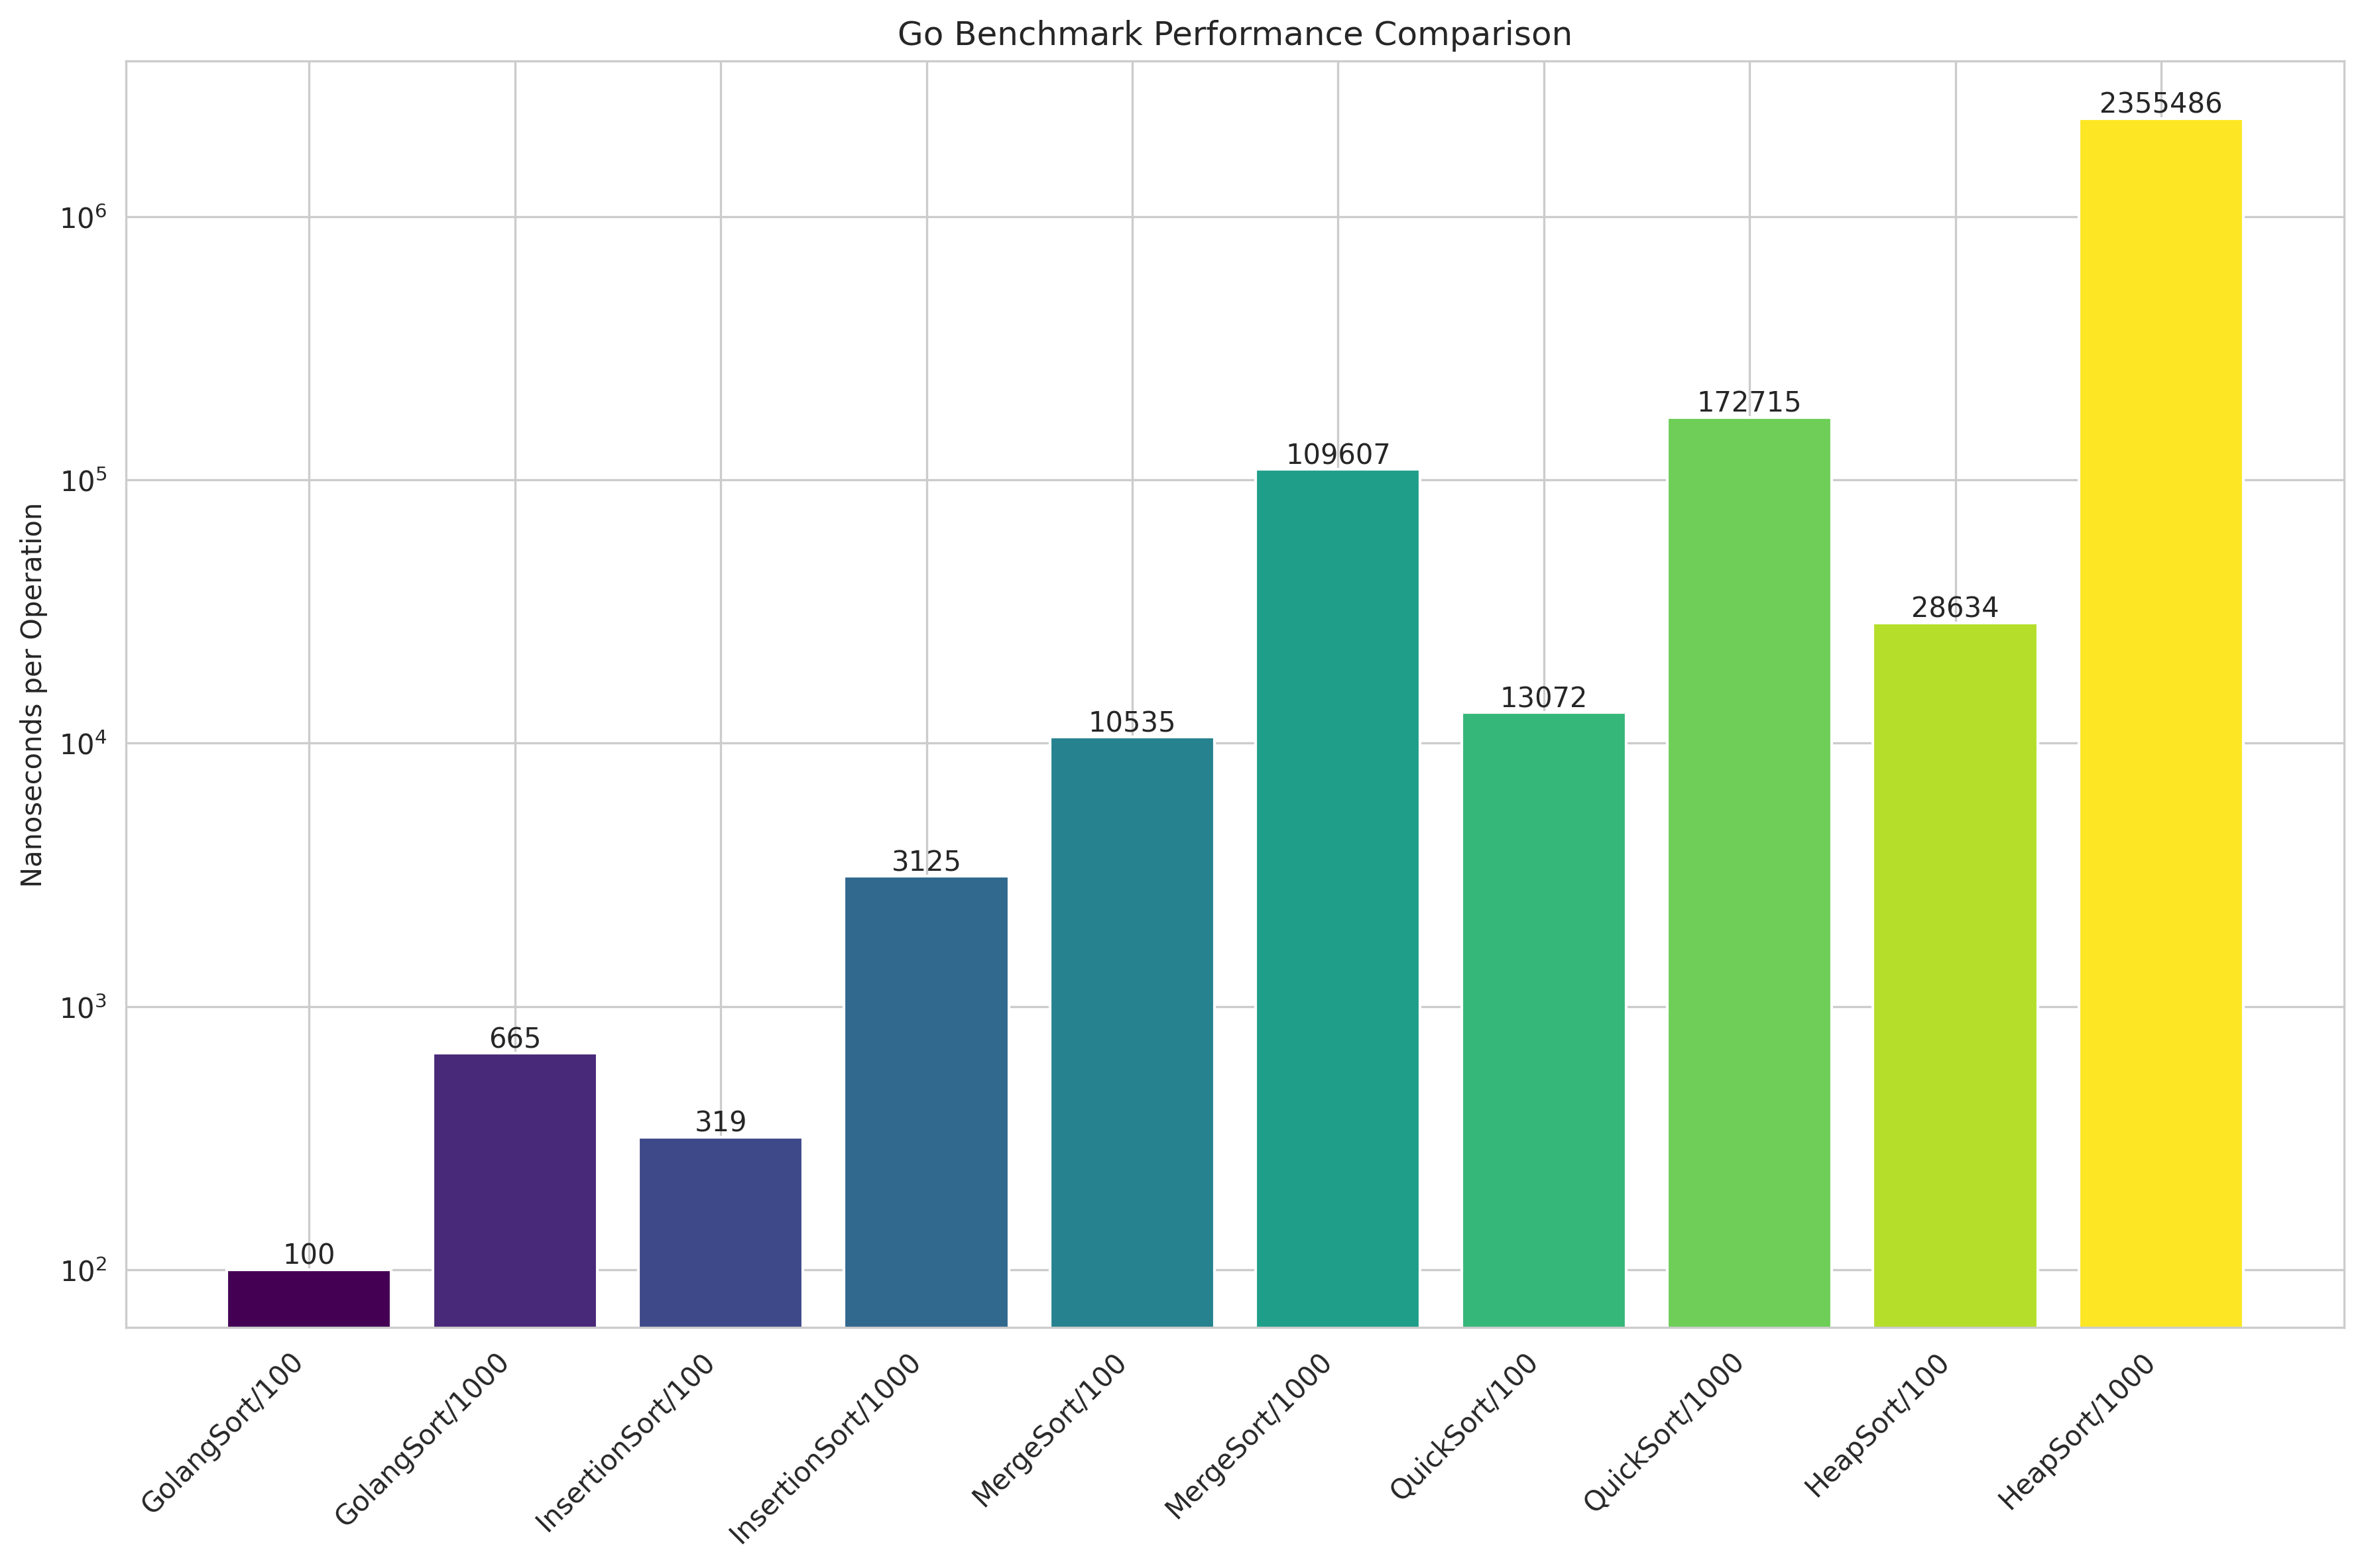 Go Benchmark Performance Comparison
Nanoseconds per Operation
10⁶
10⁵
10⁴
10³
10²
100
665
319
3125
10535
109607
13072
172715
28634
2355486
GolangSort/100
GolangSort/1000
InsertionSort/100
InsertionSort/1000
MergeSort/100
MergeSort/1000
QuickSort/100
QuickSort/1000
HeapSort/100
HeapSort/1000